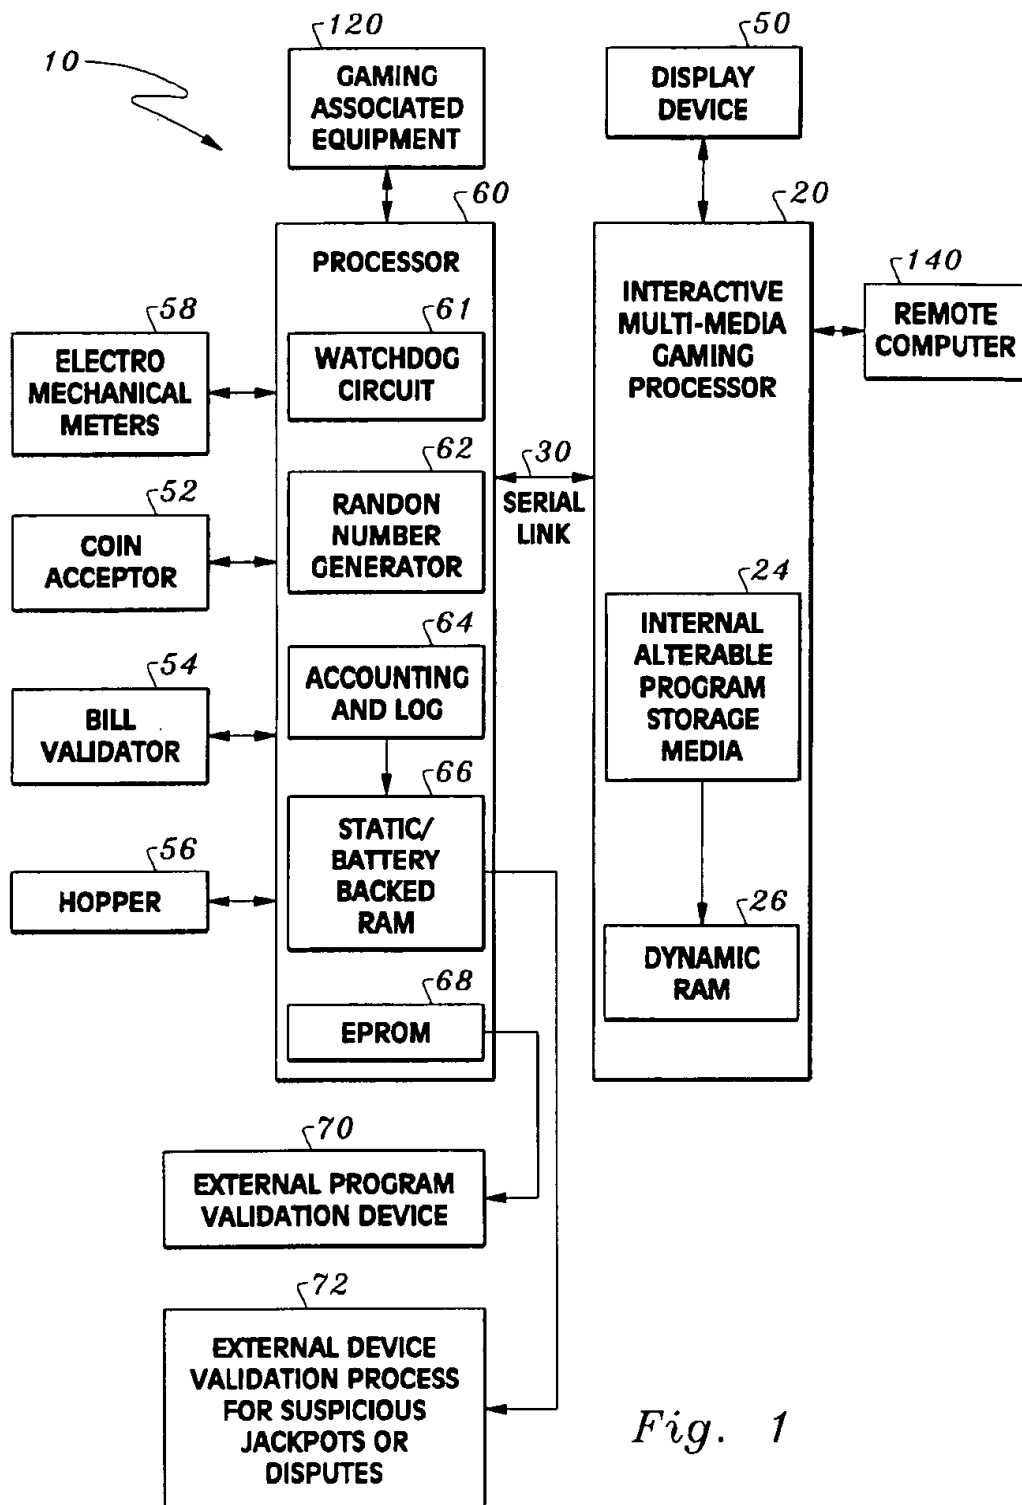 120
50
10
GAMING
ASSOCIATED
EQUIPMENT
DISPLAY
DEVICE
60
20
PROCESSOR
INTERACTIVE
MULTI-MEDIA
GAMING
PROCESSOR
140
REMOTE
COMPUTER
58
ELECTRO
MECHANICAL
METERS
61
WATCHDOG
CIRCUIT
62
RANDON
NUMBER
GENERATOR
30
SERIAL
LINK
52
COIN
ACCEPTOR
24
INTERNAL
ALTERABLE
PROGRAM
STORAGE
MEDIA
64
ACCOUNTING
AND LOG
54
BILL
VALIDATOR
66
STATIC/
BATTERY
BACKED
RAM
56
HOPPER
26
DYNAMIC
RAM
68
EPROM
70
EXTERNAL PROGRAM
VALIDATION DEVICE
72
EXTERNAL DEVICE
VALIDATION PROCESS
FOR SUSPICIOUS
JACKPOTS OR
DISPUTES
Fig. 1